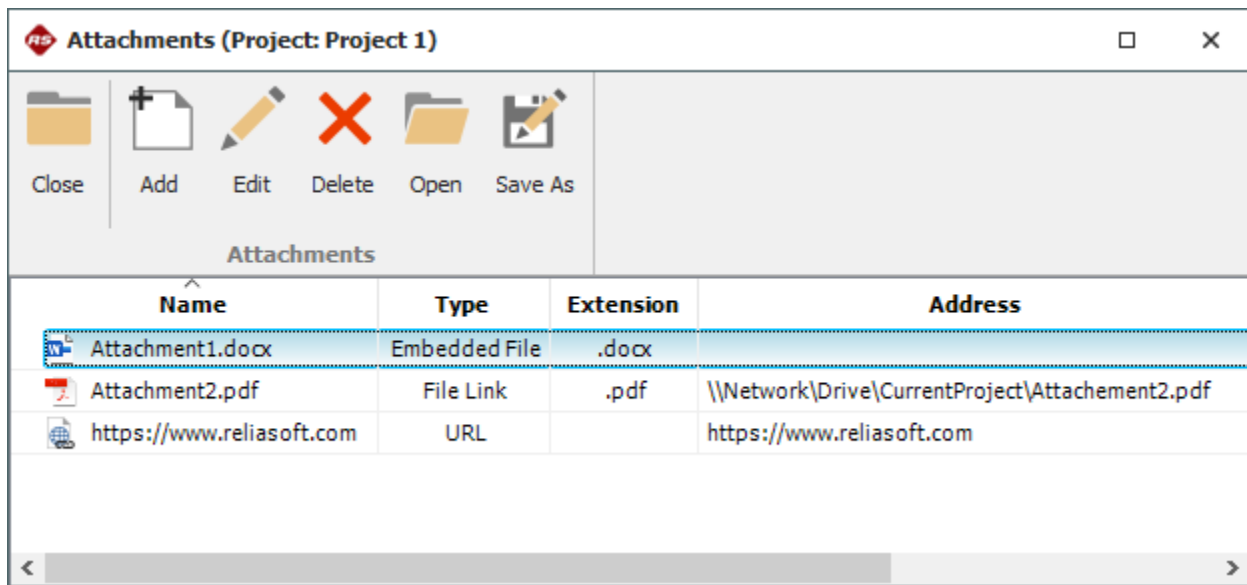 RS Attachments (Project: Project 1)
Close Add Edit Delete Open Save As
Attachments
Name Type Extension Address
Attachment1.docx Embedded File .docx
Attachment2.pdf File Link .pdf \\Network\Drive\CurrentProject\Attachement2.pdf
https://www.reliasoft.com URL https://www.reliasoft.com